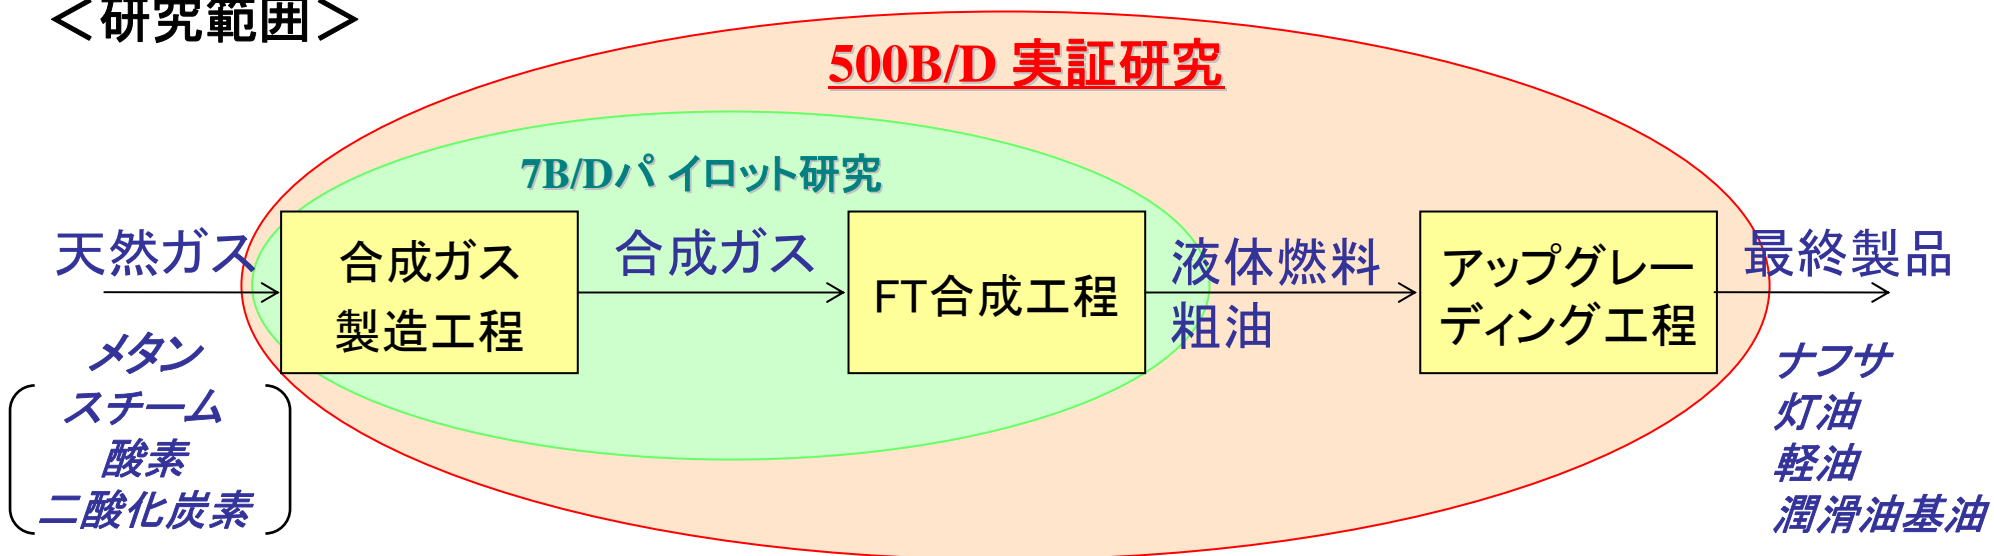 ＜研究範囲＞
500B/D 実証研究
7B/Dパイロット研究
天然ガス
合成ガス
製造工程
合成ガス
FT合成工程
液体燃料
粗油
アップグレー
ディング工程
最終製品
メタン
スチーム
酸素
二酸化炭素
ナフサ
灯油
軽油
潤滑油基油